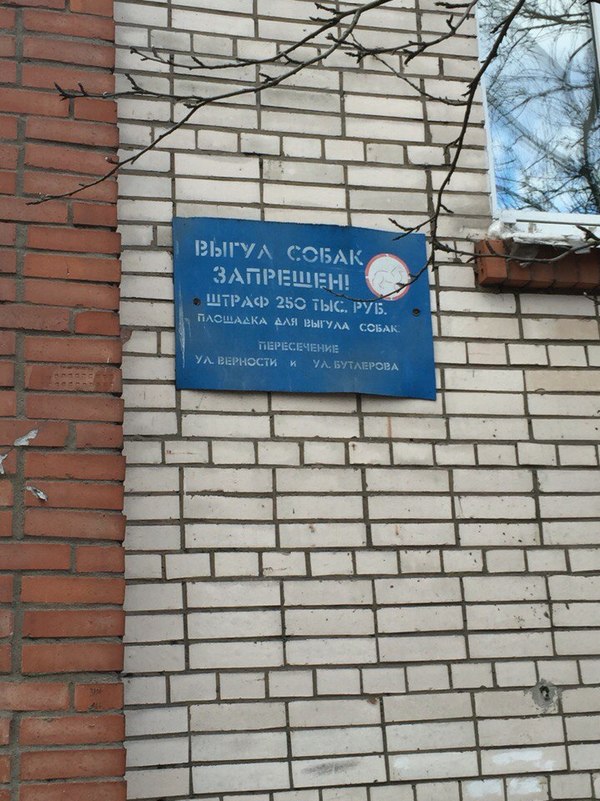 ВЫГУЛ СОБАК
ЗАПРЕЩЕН!
ШТРАФ 250 ТЫС. РУБ.
ПЛОЩАДКА ДЛЯ ВЫГУЛА СОБАК:
ПЕРЕСЕЧЕНИЕ
УЛ. ВЕРНОСТИ И УЛ. БУТЛЕРОВА